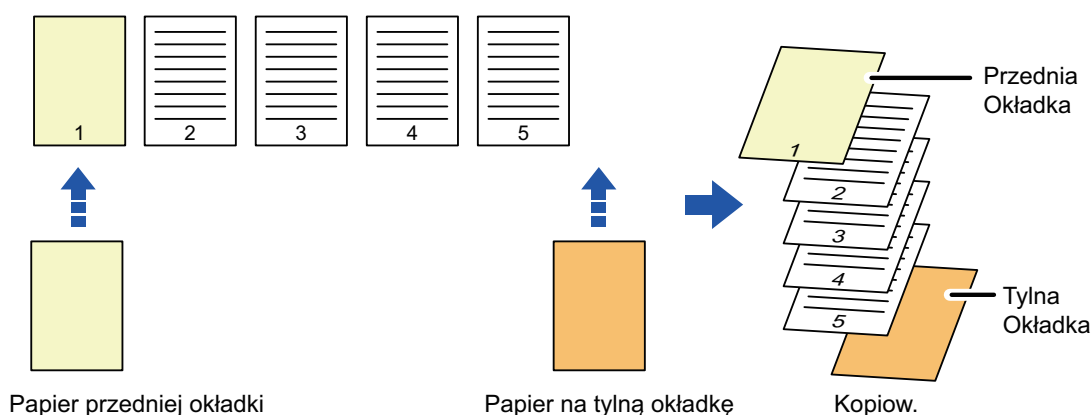 1 2 3 4 5
Papier przedniej okładki
Papier na tylną okładkę
Przednia
Okładka
1
2
3
4
5
Tylna
Okładka
Kopiow.